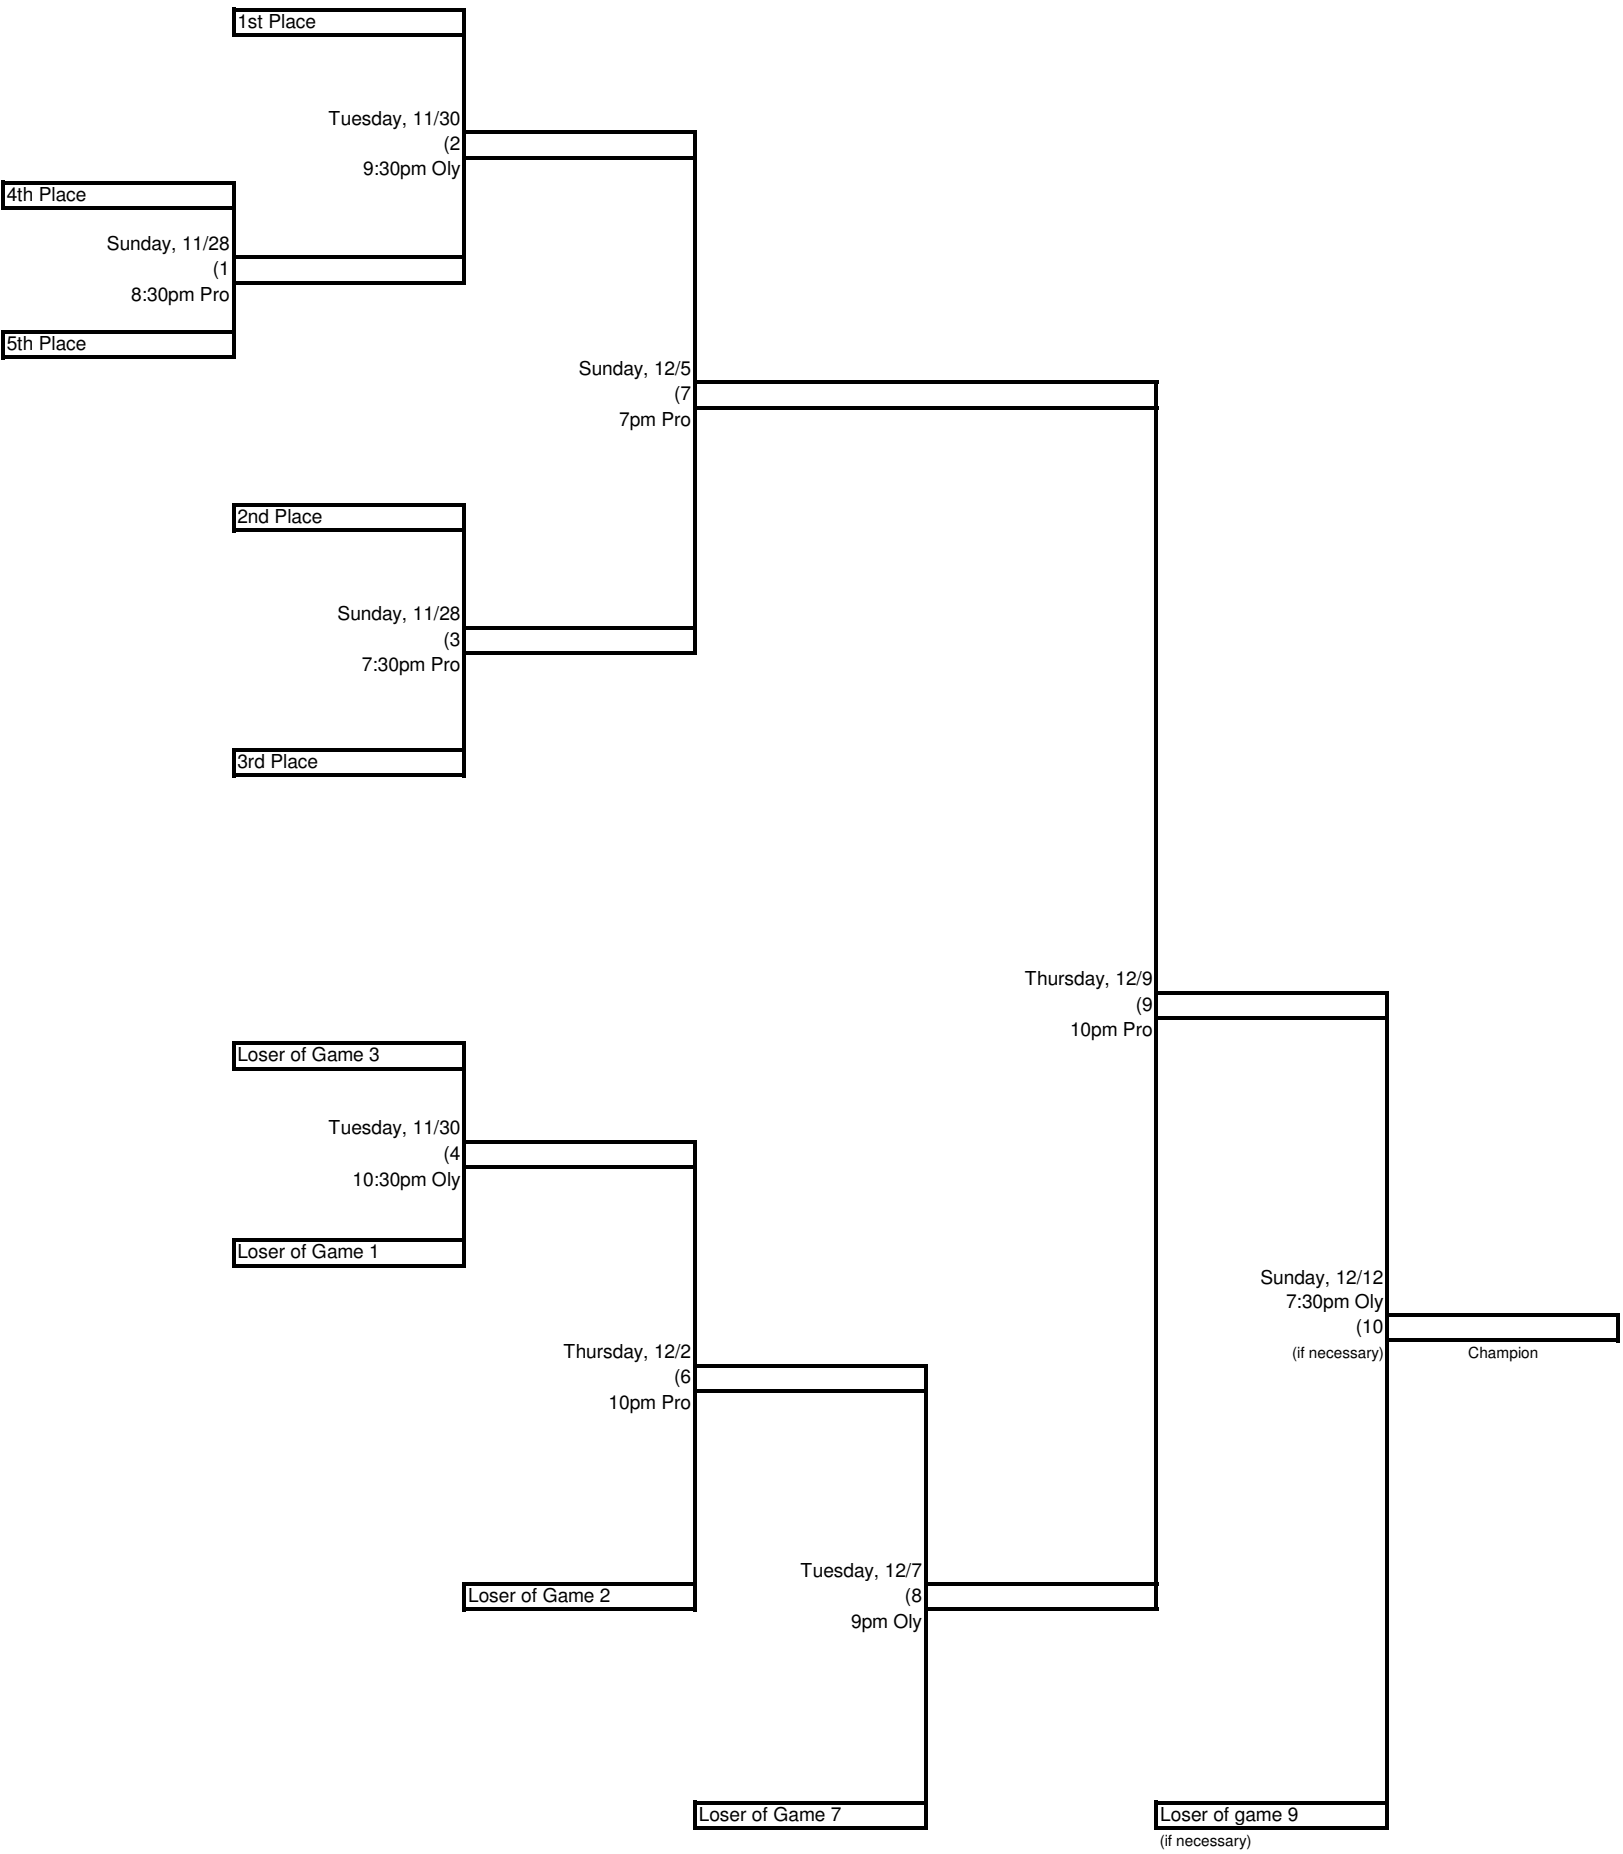 1st Place
Tuesday, 11/30
(2
9:30pm Oly
4th Place
Sunday, 11/28
(1
8:30pm Pro
5th Place
Sunday, 12/5
(7
7pm Pro
2nd Place
Sunday, 11/28
(3
7:30pm Pro
3rd Place
Thursday, 12/9
(9
10pm Pro
Loser of Game 3
Tuesday, 11/30
(4
10:30pm Oly
Loser of Game 1
Sunday, 12/12
7:30pm Oly
(10
(if necessary)
Champion
Thursday, 12/2
(6
10pm Pro
Tuesday, 12/7
(8
9pm Oly
Loser of Game 2
Loser of Game 7
Loser of game 9
(if necessary)